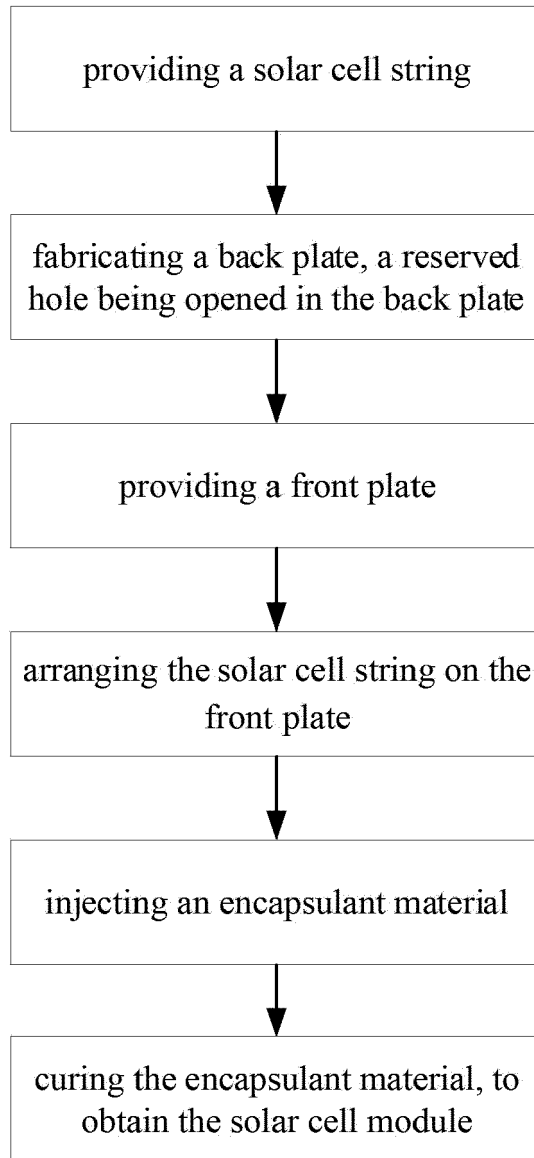 providing a solar cell string
fabricating a back plate, a reserved
hole being opened in the back plate
providing a front plate
arranging the solar cell string on the
front plate
injecting an encapsulant material
curing the encapsulant material, to
obtain the solar cell module